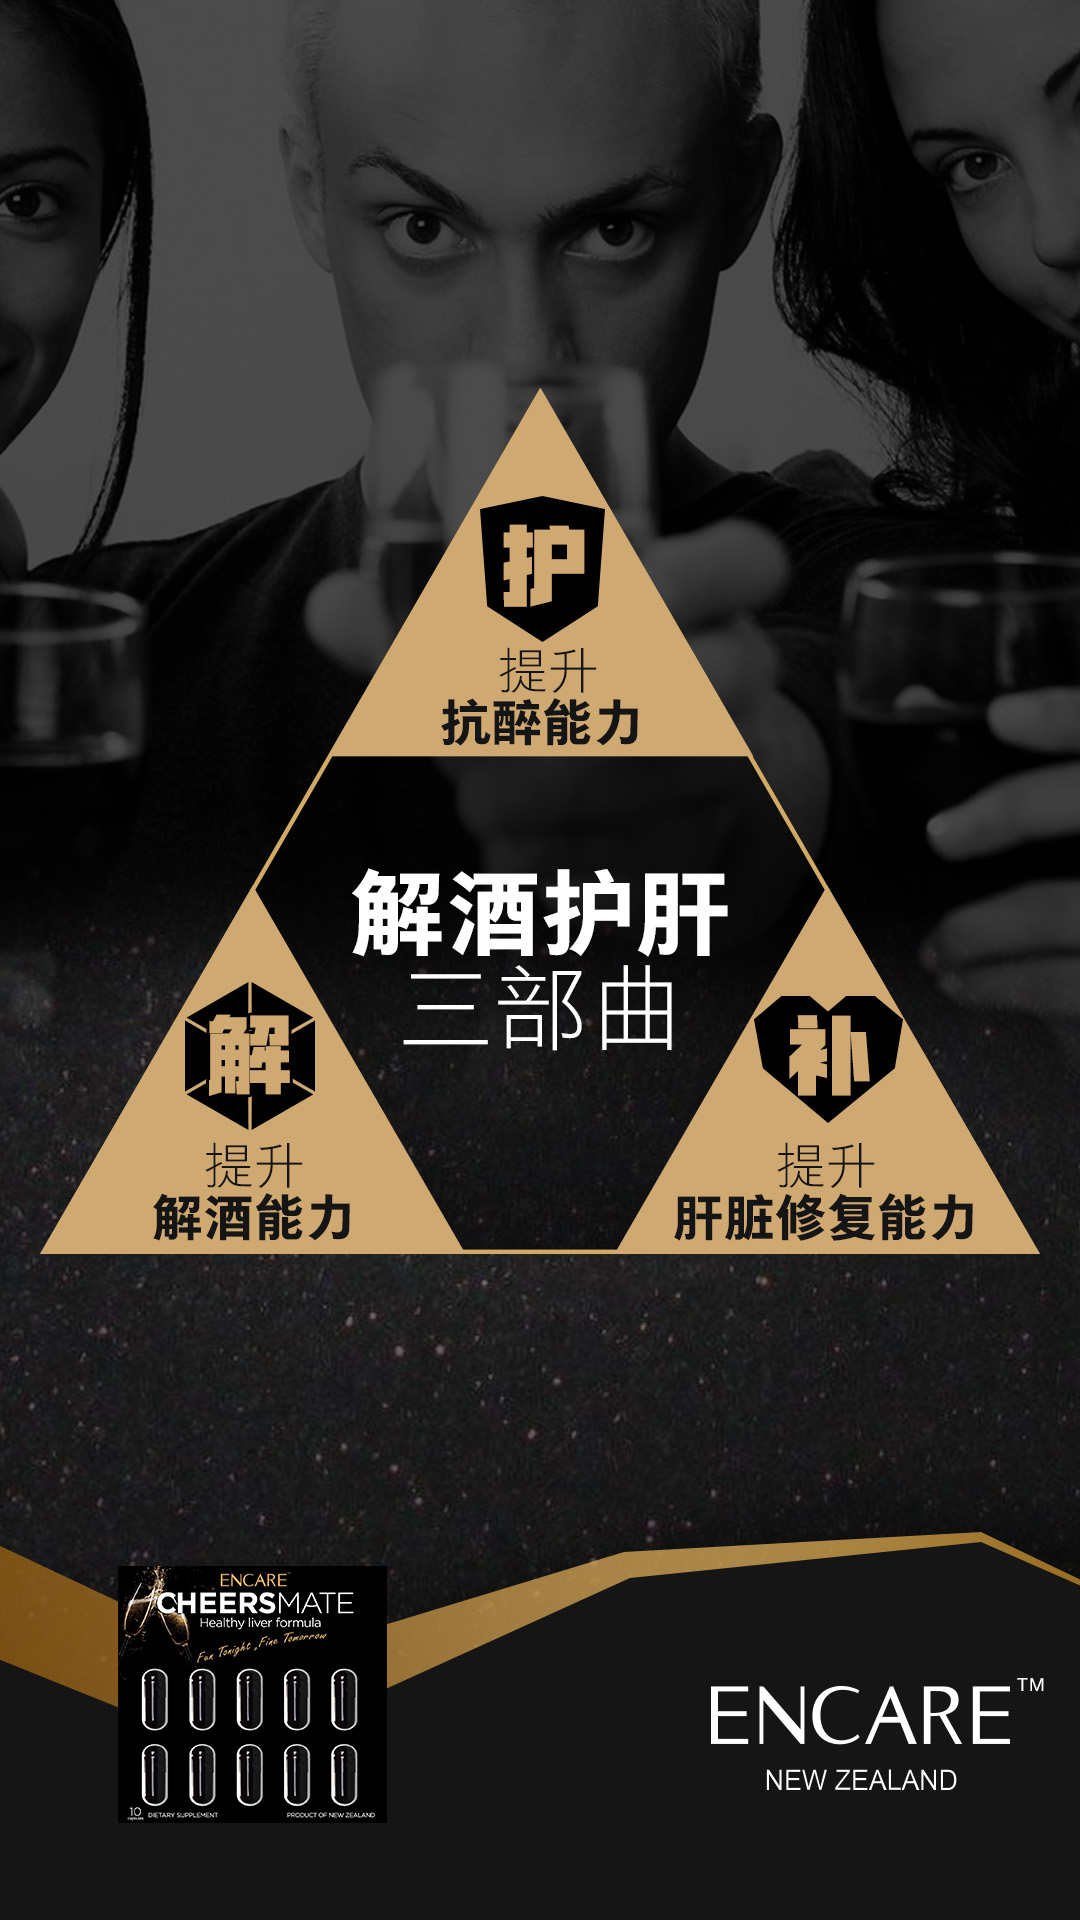 护
提升
抗醉能力
解酒护肝
三部曲
解
提升
解酒能力
补
提升
肝脏修复能力
ENCARE
CHEERSMATE
Healthy liver formula
Fun Tonight, Fine Tomorrow
10
capsules
DIETARY SUPPLEMENT
PRODUCT OF NEW ZEALAND
ENCARE™
NEW ZEALAND